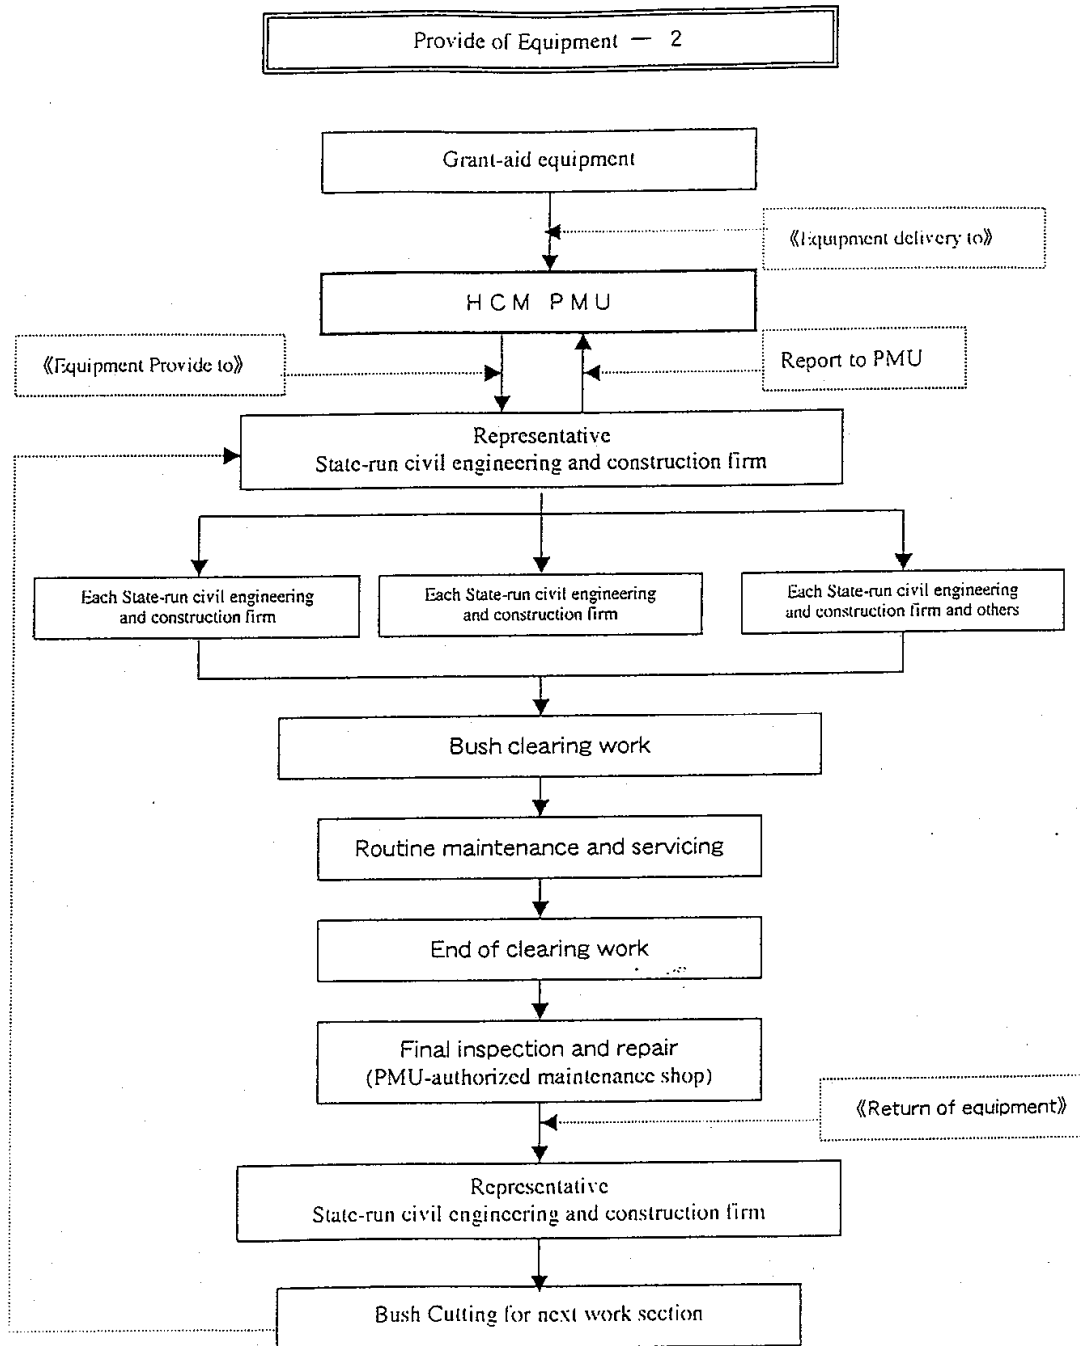 Provide of Equipment — 2
Grant-aid equipment
《Equipment delivery to》
HCM PMU
《Equipment Provide to》
Report to PMU
Representative
State-run civil engineering and construction firm
Each State-run civil engineering
and construction firm
Each State-run civil engineering
and construction firm
Each State-run civil engineering
and construction firm and others
Bush clearing work
Routine maintenance and servicing
End of clearing work
Final inspection and repair
(PMU-authorized maintenance shop)
《Return of equipment》
Representative
State-run civil engineering and construction firm
Bush Cutting for next work section